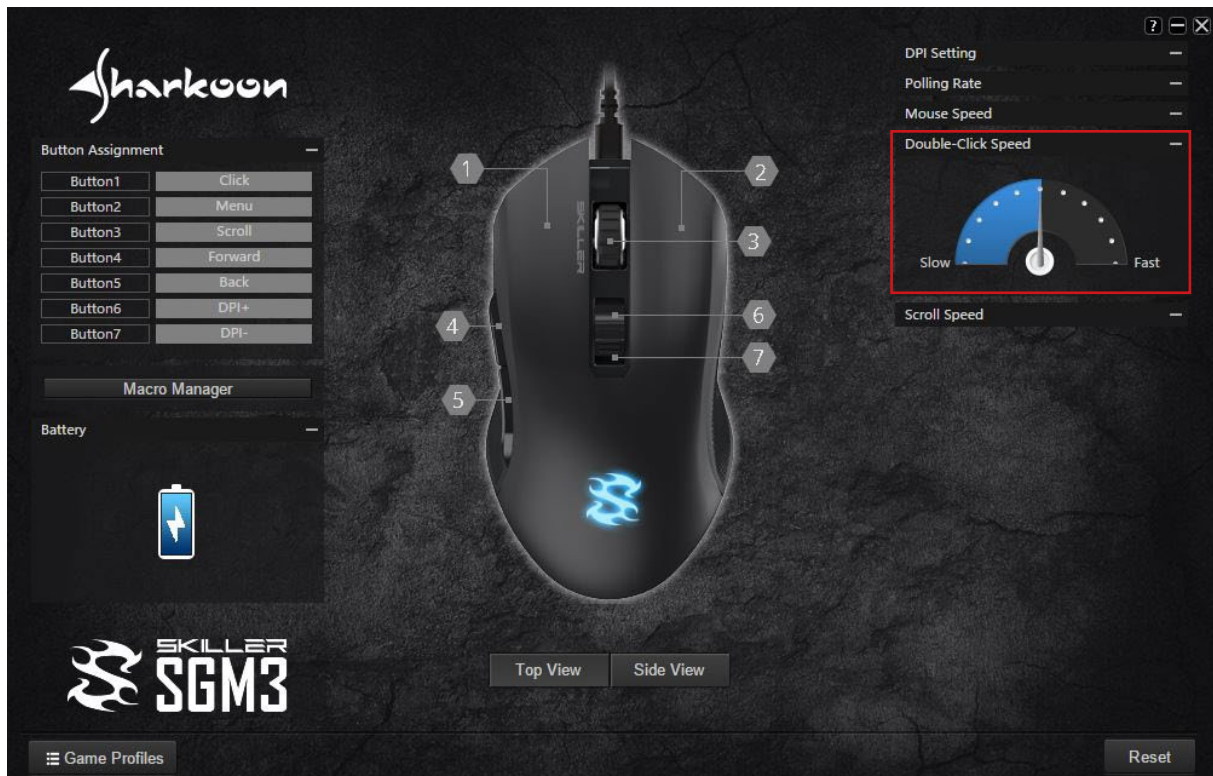 ?
Sharkoon
Button Assignment
Button1 Click
Button2 Menu
Button3 Scroll
Button4 Forward
Button5 Back
Button6 DPI+
Button7 DPI-
Macro Manager
Battery
SKILLER
SGM3
Game Profiles
1
2
3
4
5
6
7
SKILLER
Top View
Side View
DPI Setting
Polling Rate
Mouse Speed
Double-Click Speed
Slow Fast
Scroll Speed
Reset